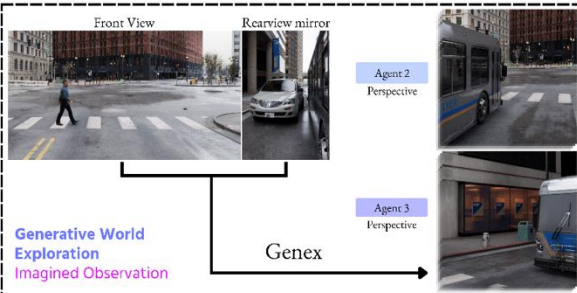 Front View
Rearview mirror
Agent 2
Perspective
Agent 3
Perspective
Generative World
Exploration
Imagined Observation
Genex